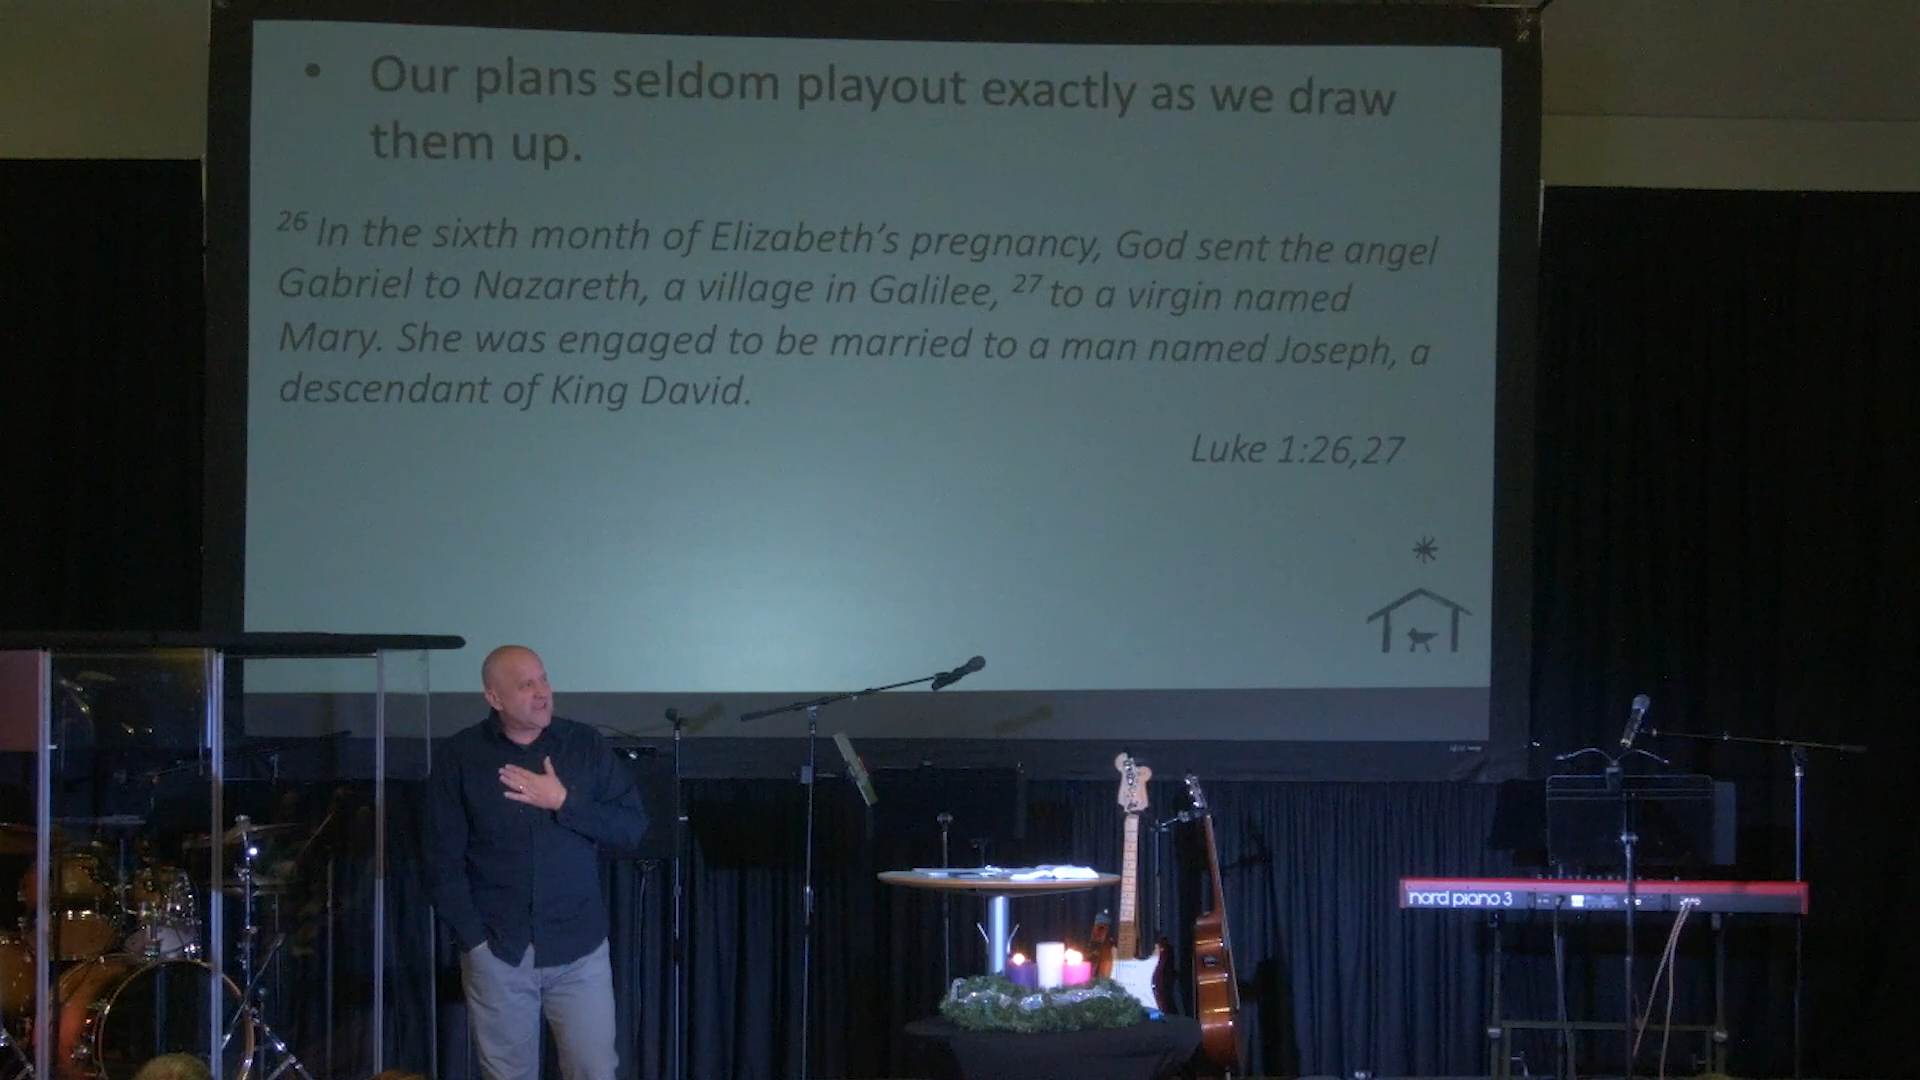 • Our plans seldom playout exactly as we draw
them up.
26 In the sixth month of Elizabeth's pregnancy, God sent the angel
Gabriel to Nazareth, a village in Galilee, 27 to a virgin named
Mary. She was engaged to be married to a man named Joseph, a
descendant of King David.
Luke 1:26,27
nord piano 3